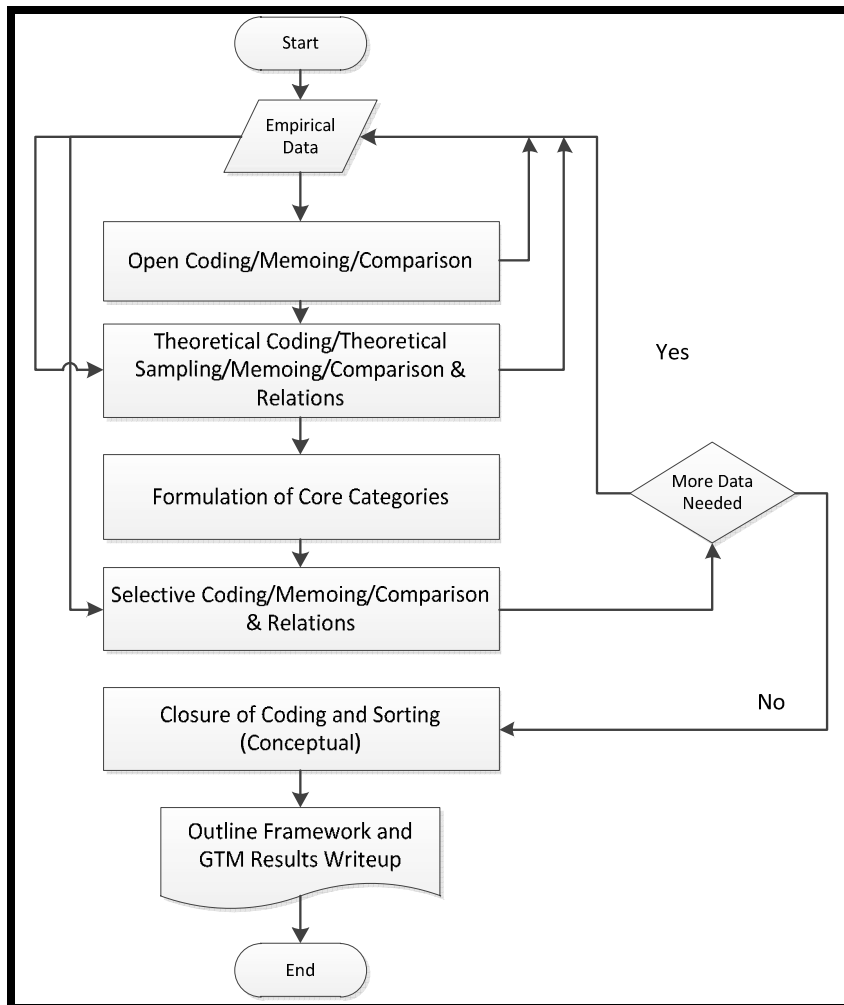 Start
Empirical
Data
Open Coding/Memoing/Comparison
Theoretical Coding/Theoretical
Sampling/Memoing/Comparison &
Relations
Yes
Formulation of Core Categories
More Data
Needed
Selective Coding/Memoing/Comparison
& Relations
No
Closure of Coding and Sorting
(Conceptual)
Outline Framework and
GTM Results Writeup
End